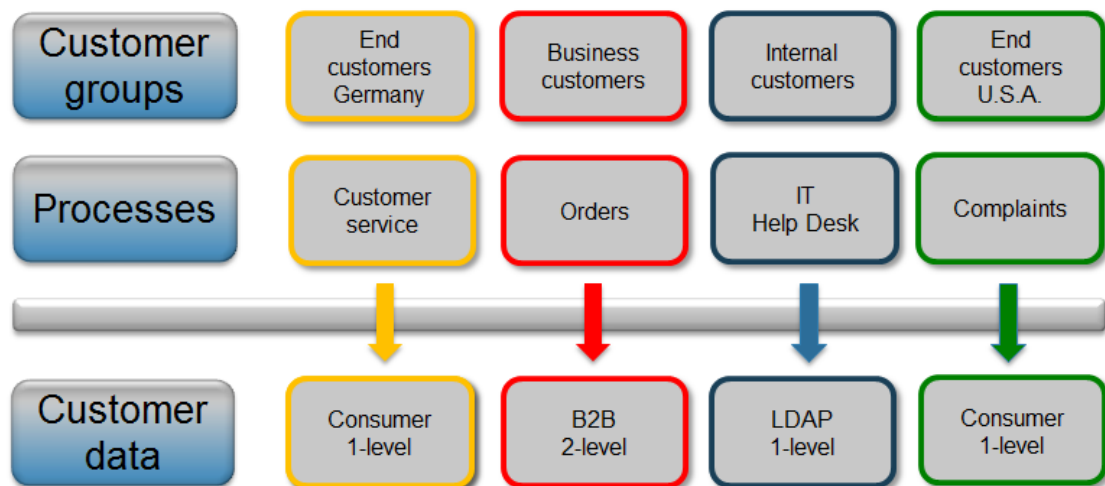 Customer
groups
End
customers
Germany
Business
customers
Internal
customers
End
customers
U.S.A.
Processes
Customer
service
Orders
IT
Help Desk
Complaints
Customer
data
Consumer
1-level
B2B
2-level
LDAP
1-level
Consumer
1-level